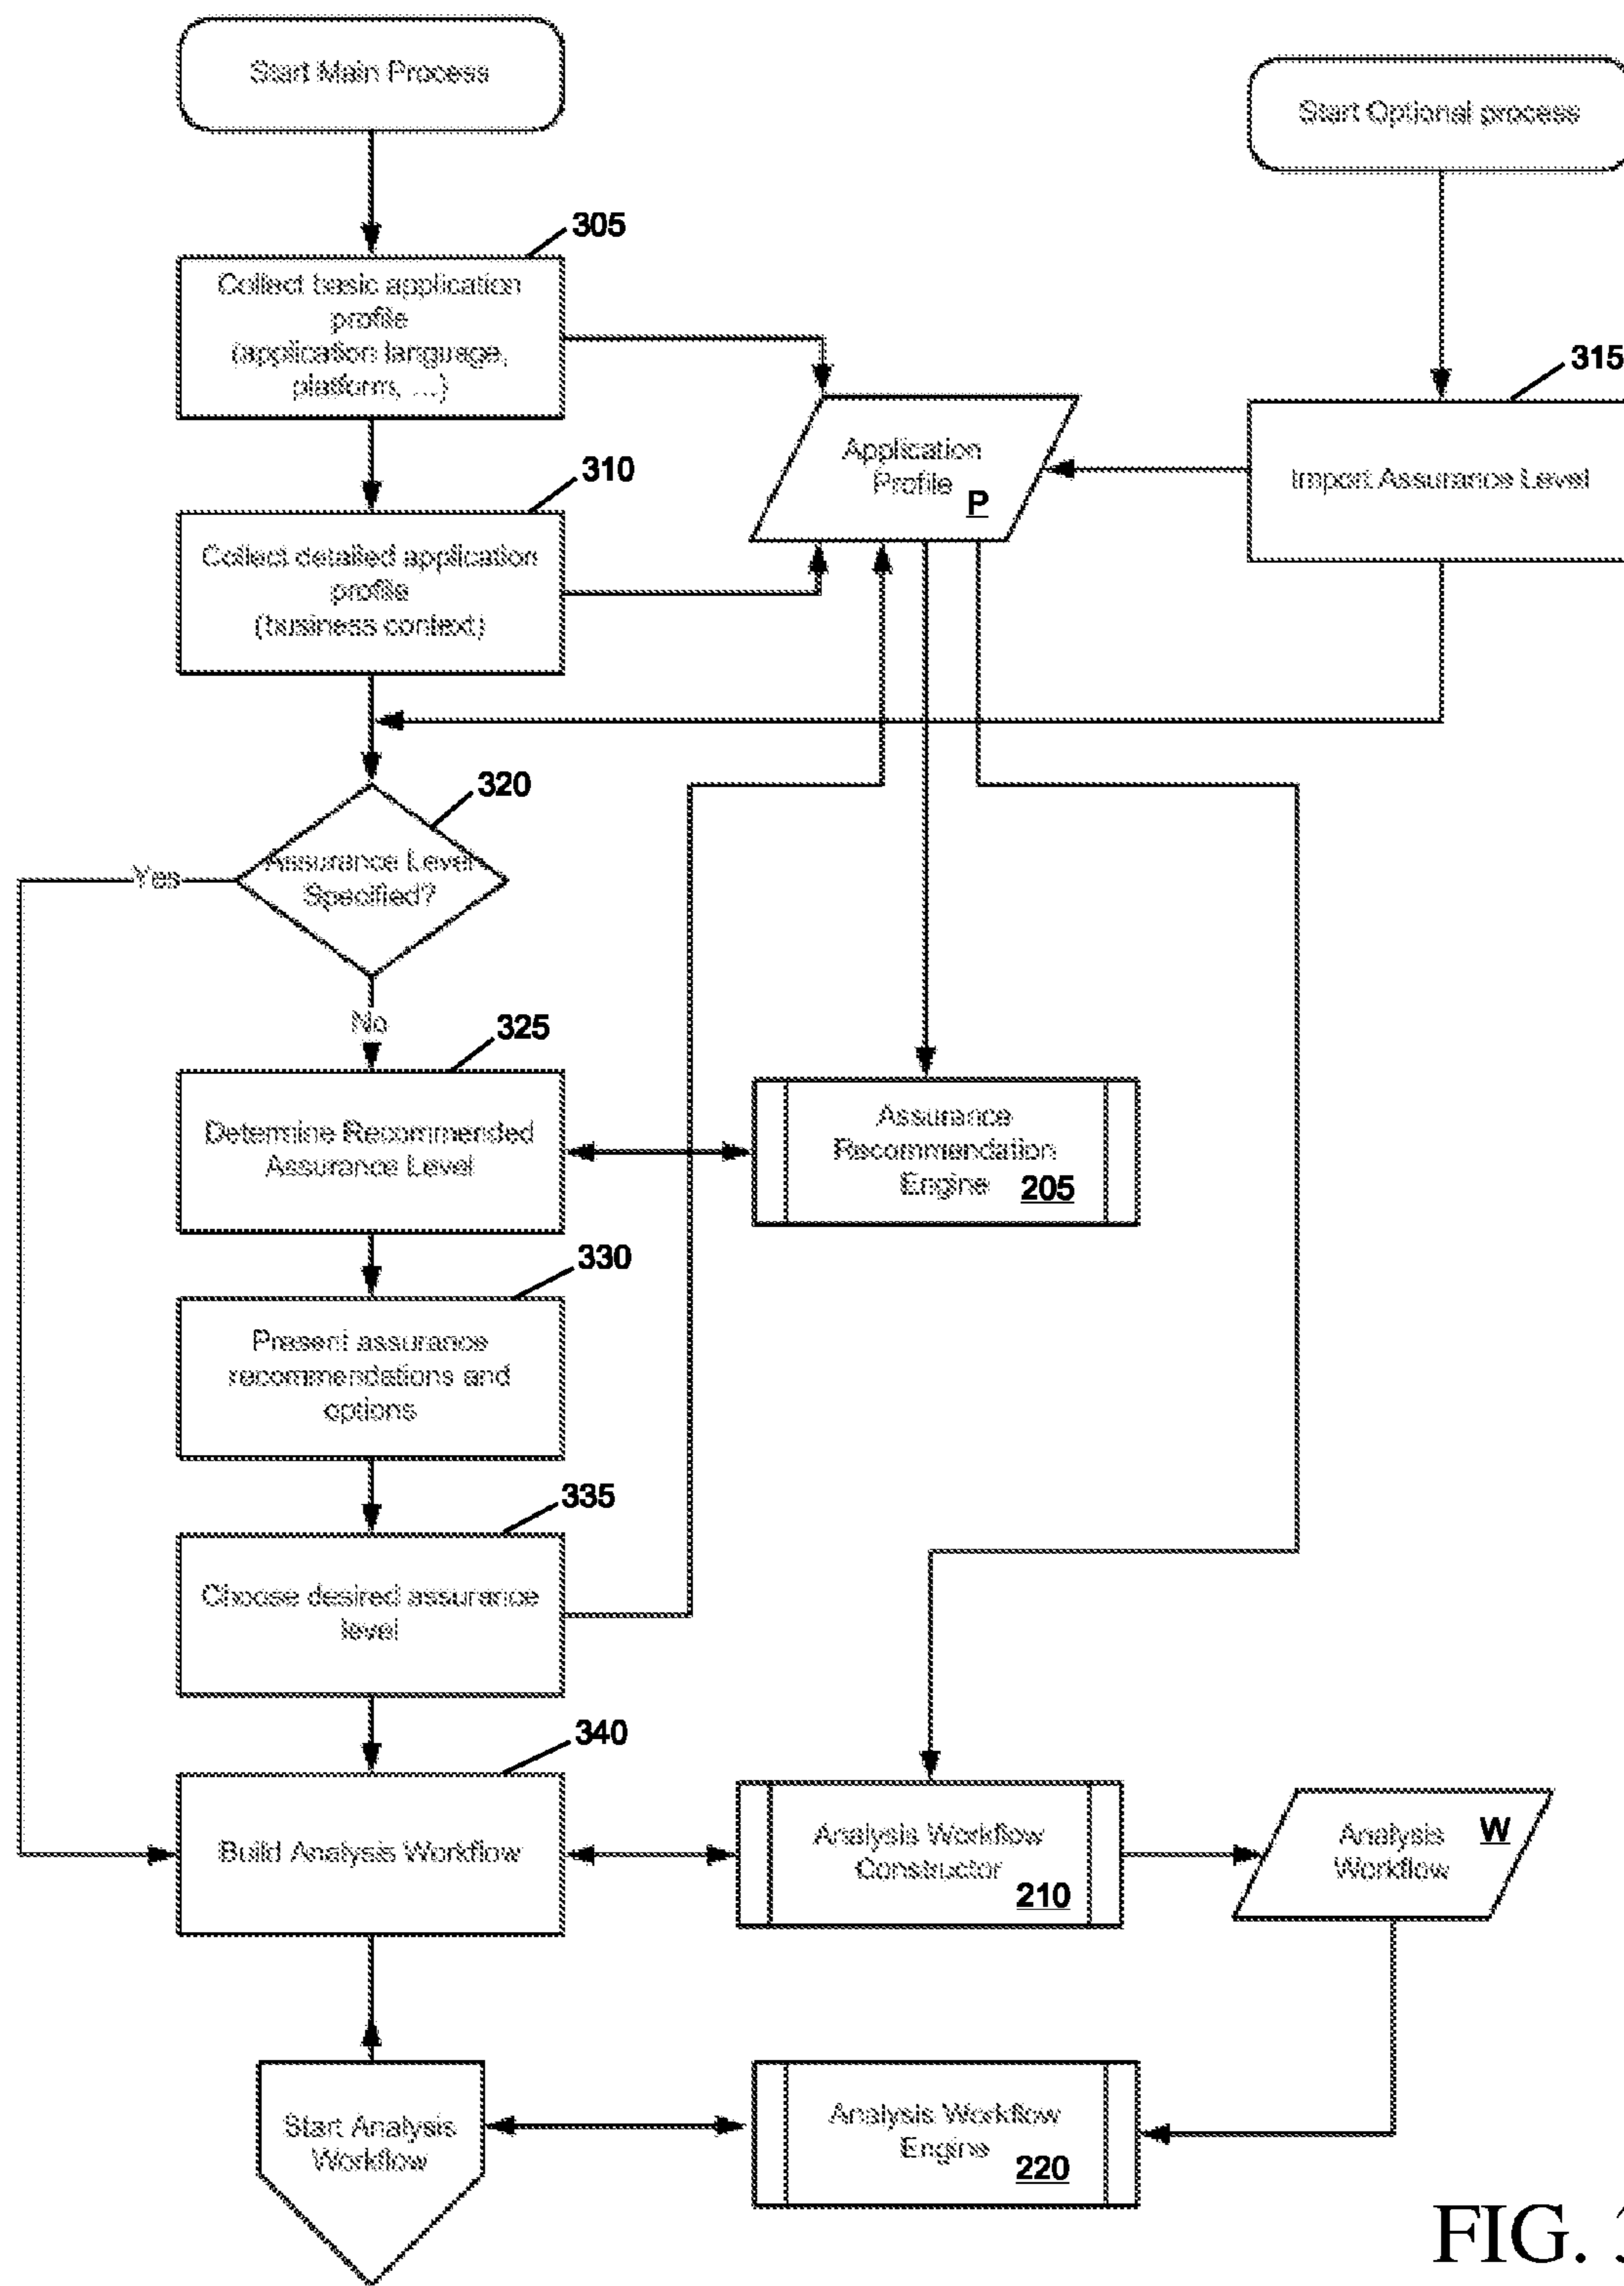 Start Main Process
Start Optional process
305
Collect basic application
profile
(application language,
platform, ...)
315
Application
Profile
P
Import Assurance Level
310
Collect detailed application
profile
(business context)
320
Assurance Level
Specified?
Yes
No
325
Determine Recommended
Assurance Level
Assurance
Recommendation
Engine
205
330
Present assurance
recommendations and
options
335
Choose desired assurance
level
340
Build Analysis Workflow
Analysis Workflow
Constructor
210
Analysis
Workflow
W
Start Analysis
Workflow
Analysis Workflow
Engine
220
FIG.